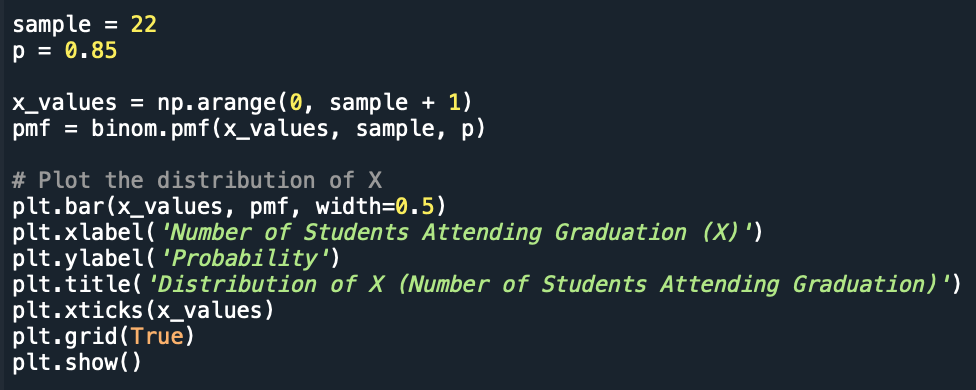 sample = 22
p = 0.85
x_values = np.arange(0, sample + 1)
pmf = binom.pmf(x_values, sample, p)
# Plot the distribution of X
plt.bar(x_values, pmf, width=0.5)
plt.xlabel('Number of Students Attending Graduation (X)')
plt.ylabel('Probability')
plt.title('Distribution of X (Number of Students Attending Graduation)')
plt.xticks(x_values)
plt.grid(True)
plt.show()